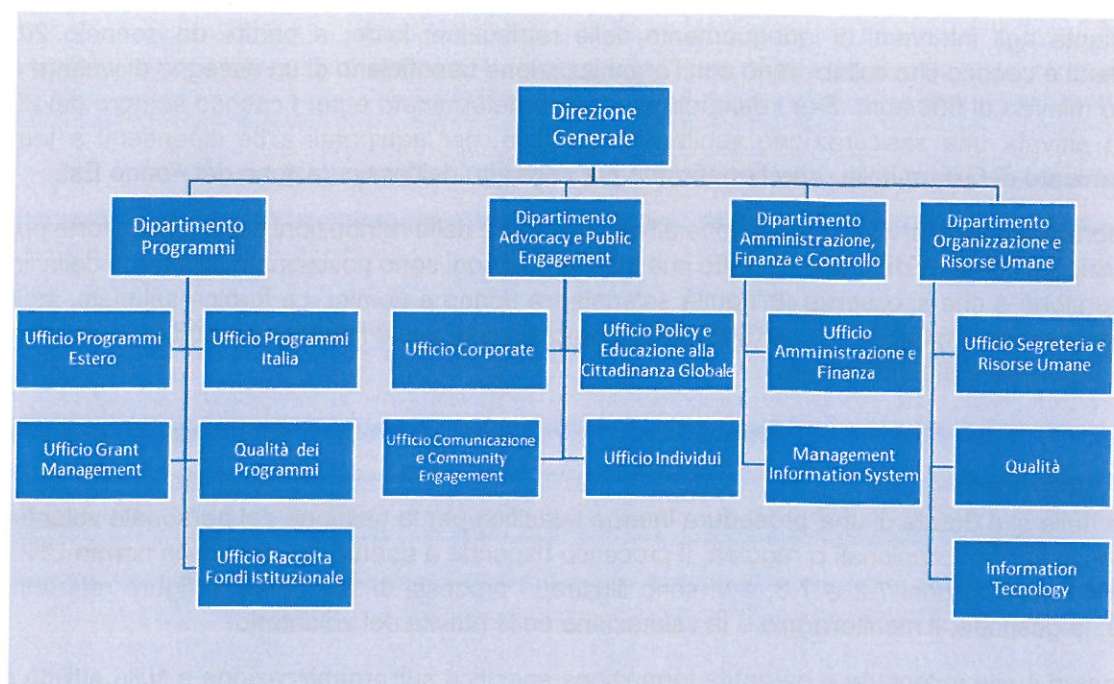 Direzione
Generale
Dipartimento
Programmi
Dipartimento
Advocacy e Public
Engagement
Dipartimento
Amministrazione,
Finanza e Controllo
Dipartimento
Organizzazione e
Risorse Umane
Ufficio Programmi
Estero
Ufficio Programmi
Italia
Ufficio Corporate
Ufficio Policy e
Educazione alla
Cittadinanza Globale
Ufficio
Amministrazione e
Finanza
Ufficio Segreteria e
Risorse Umane
Ufficio Grant
Management
Qualità dei
Programmi
Ufficio Comunicazione
e Community
Engagement
Ufficio Individui
Management
Information System
Qualità
Ufficio Raccolta
Fondi Istituzionale
Information
Tecnology